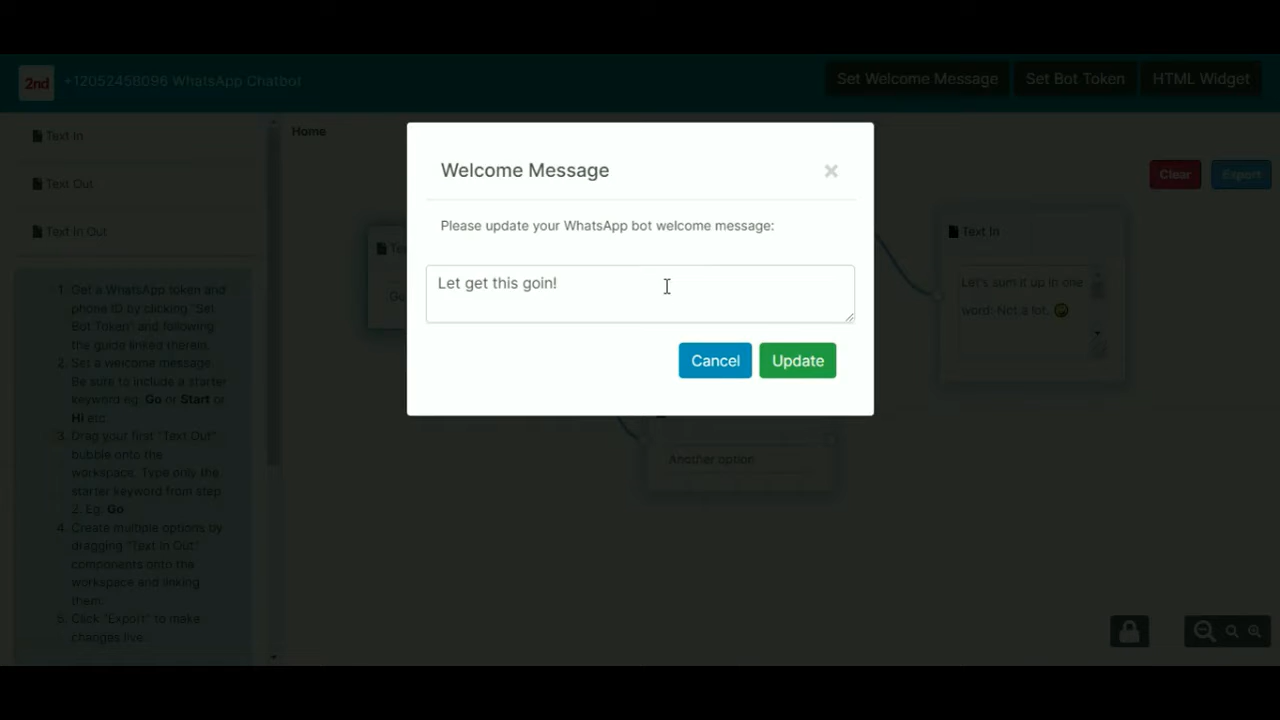 2nd
+12052458096 WhatsApp Chatbot
Set Welcome Message
Set Bot Token
HTML Widget
Text In
Text Out
Text In Out
Home
Clear
Export
Welcome Message
Please update your WhatsApp bot welcome message:
Let get this goin!
Cancel
Update
Text In
Let's sum it up in one
word: Not a lot.
Another option
1. Get a WhatsApp token and
phone ID by clicking "Set
Bot Token" and following
the guide linked therein.
2. Set a welcome message.
Be sure to include a starter
keyword eg. Go or Start or
Hi etc.
3. Drag your first "Text Out"
bubble onto the
workspace. Type only the
starter keyword from step
2. Eg. Go
4. Create multiple options by
dragging "Text In Out"
components onto the
workspace and linking
them.
5. Click "Export" to make
changes live.